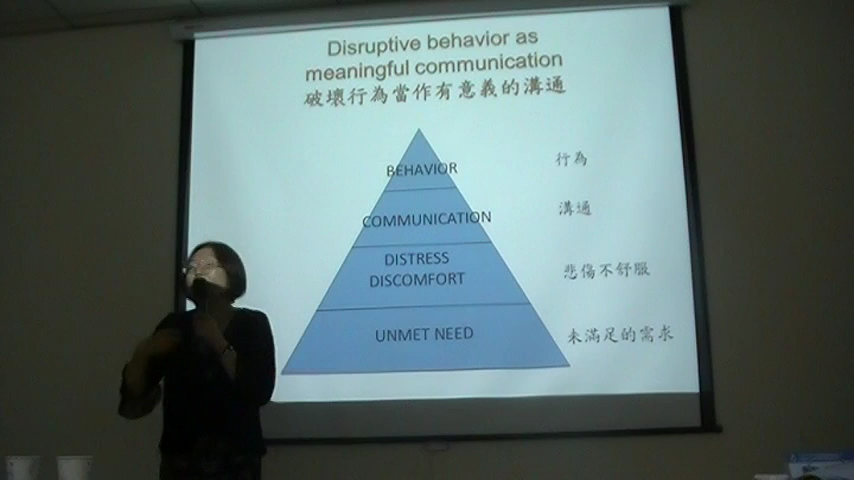 Disruptive behavior as
meaningful communication
破壞行為當作有意義的溝通
BEHAVIOR
行為
COMMUNICATION
溝通
DISTRESS
DISCOMFORT
悲傷不舒服
UNMET NEED
未滿足的需求